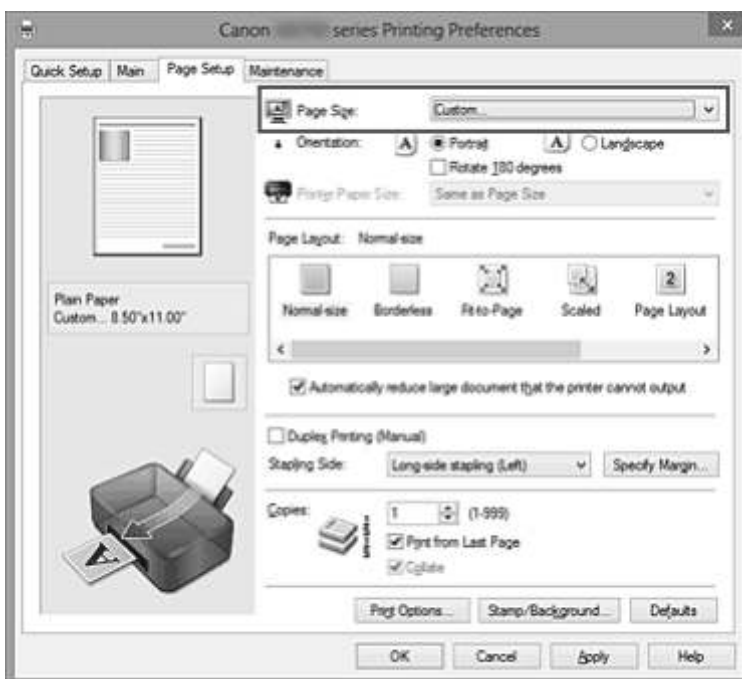 Canon series Printing Preferences
Quick Setup Main Page Setup Maintenance
Page Size: Custom...
Orientation: A Portrait A Landscape
Rotate 180 degrees
Printer Paper Size: Same as Page Size
Page Layout: Normal-size
Normal-size Borderless Fit-to-Page Scaled 2 Page Layout
Plain Paper
Custom... 8.50"x11.00"
Automatically reduce large document that the printer cannot output
Duplex Printing (Manual)
Stapling Side: Long-side stapling (Left) Specify Margin...
Copies: 1 (1-999)
Print from Last Page
Collate
A
Print Options... Stamp/Background... Defaults
OK Cancel Apply Help